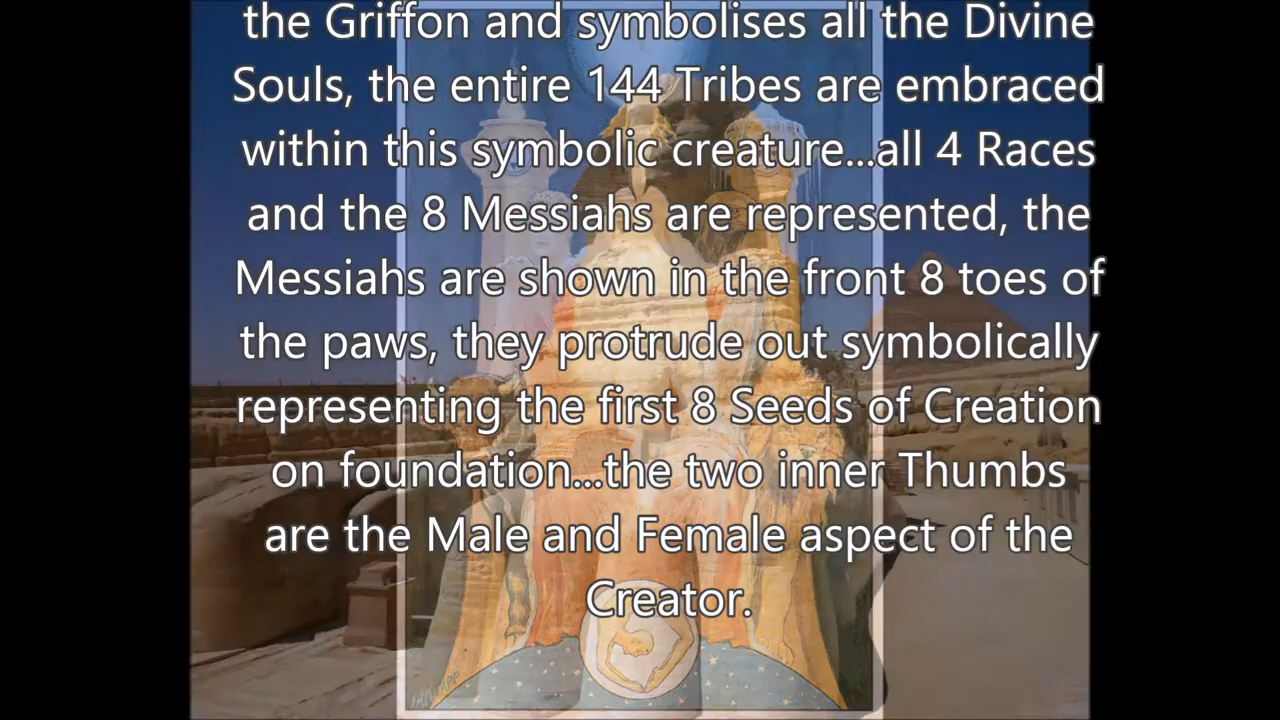 the Griffon and symbolises all the Divine
Souls, the entire 144 Tribes are embraced
within this symbolic creature...all 4 Races
and the 8 Messiahs are represented, the
Messiahs are shown in the front 8 toes of
the paws, they protrude out symbolically
representing the first 8 Seeds of Creation
on foundation...the two inner Thumbs
are the Male and Female aspect of the
Creator.